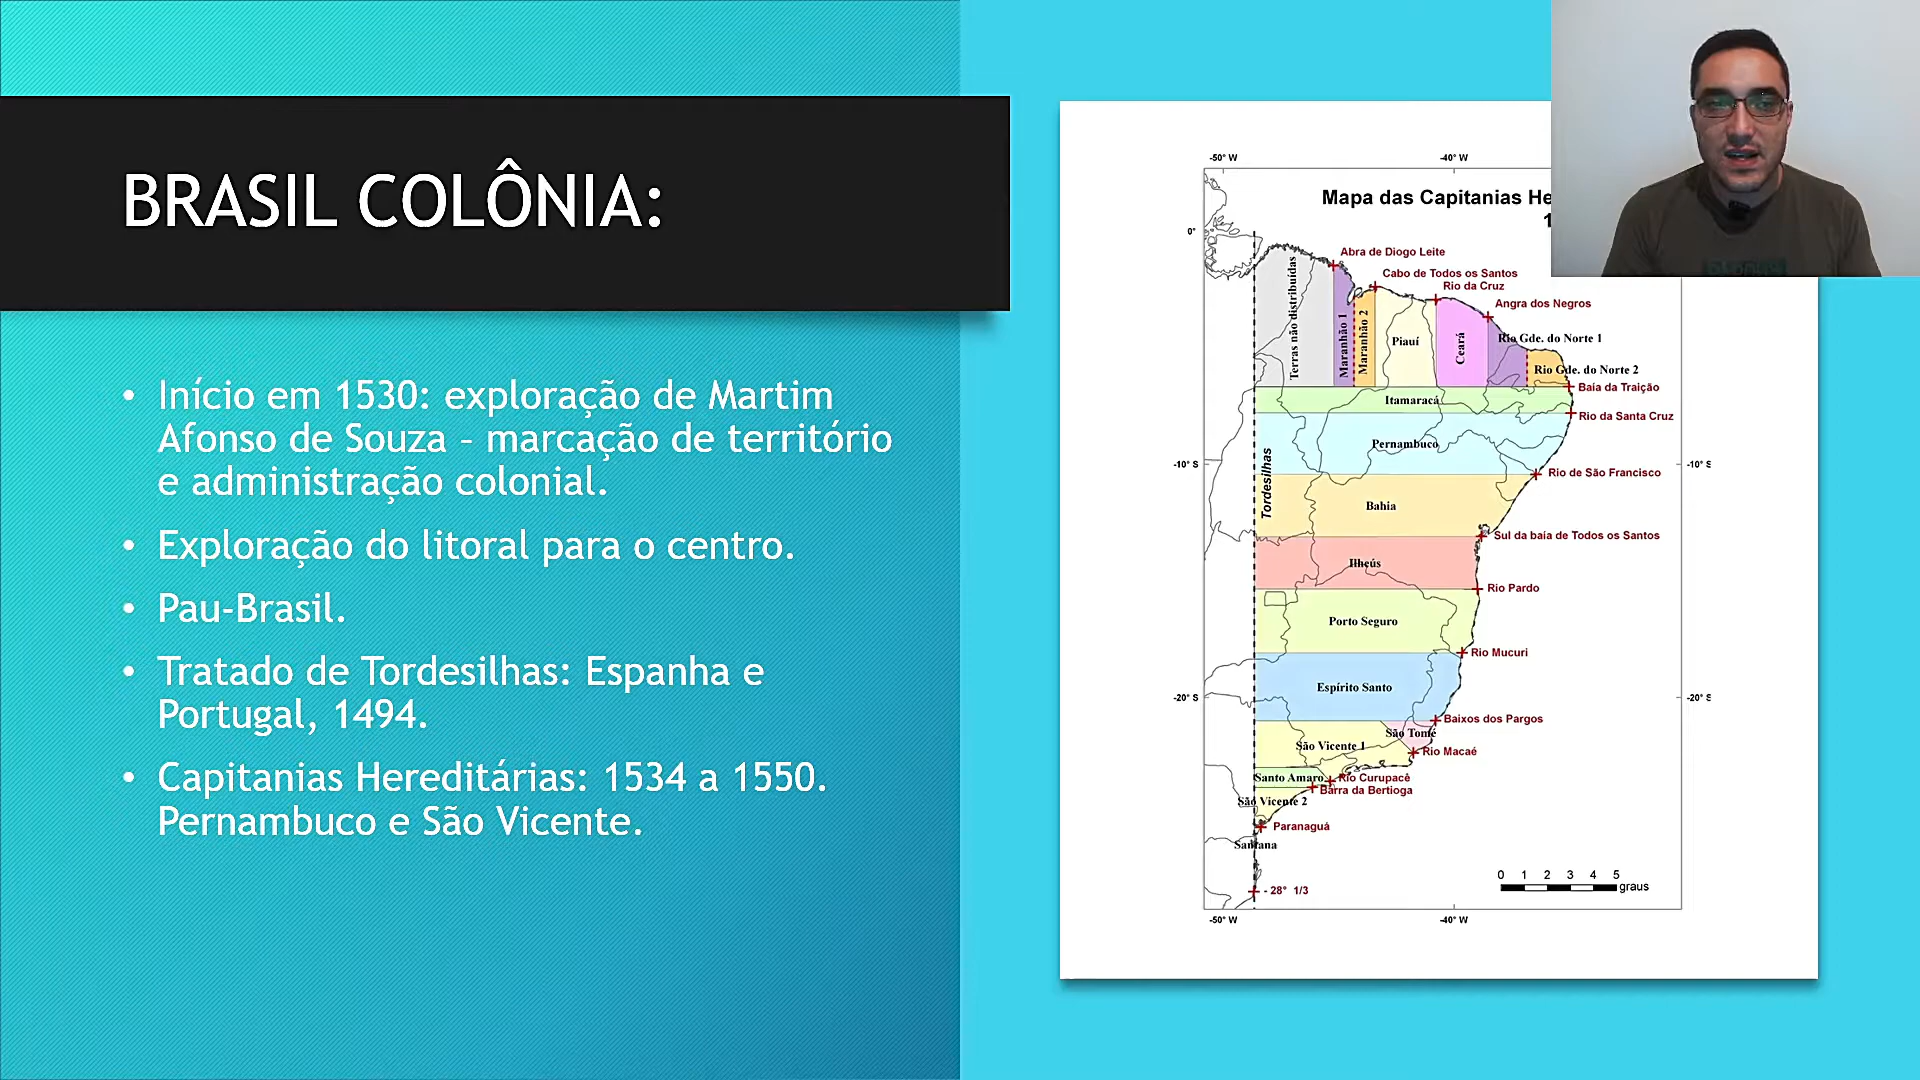 BRASIL COLÔNIA:
• Início em 1530: exploração de Martim
Afonso de Souza – marcação de território
e administração colonial.
• Exploração do litoral para o centro.
• Pau-Brasil.
• Tratado de Tordesilhas: Espanha e
Portugal, 1494.
• Capitanias Hereditárias: 1534 a 1550.
Pernambuco e São Vicente.
-50° W
-40° W
Mapa das Capitanias He
0°
Abra de Diogo Leite
Cabo de Todos os Santos
Rio da Cruz
Angra dos Negros
Terras não distribuídas
Maranhão 1
Maranhão 2
Piauí
Ceará
Rio Gde. do Norte 1
Rio Gde. do Norte 2
Baía da Traição
Itamaracá
Rio da Santa Cruz
Pernambuco
-10° S
Tordesilhas
Rio de São Francisco
-10° S
Bahia
Sul da baía de Todos os Santos
Ilhéus
Rio Pardo
Porto Seguro
Rio Mucuri
Espírito Santo
-20° S
-20° S
Baixos dos Pargos
São Tomé
São Vicente 1
Rio Macaé
Santo Amaro
Rio Curupacê
Barra da Bertioga
São Vicente 2
Paranaguá
Santana
- 28° 1/3
0 1 2 3 4 5
graus
-50° W
-40° W